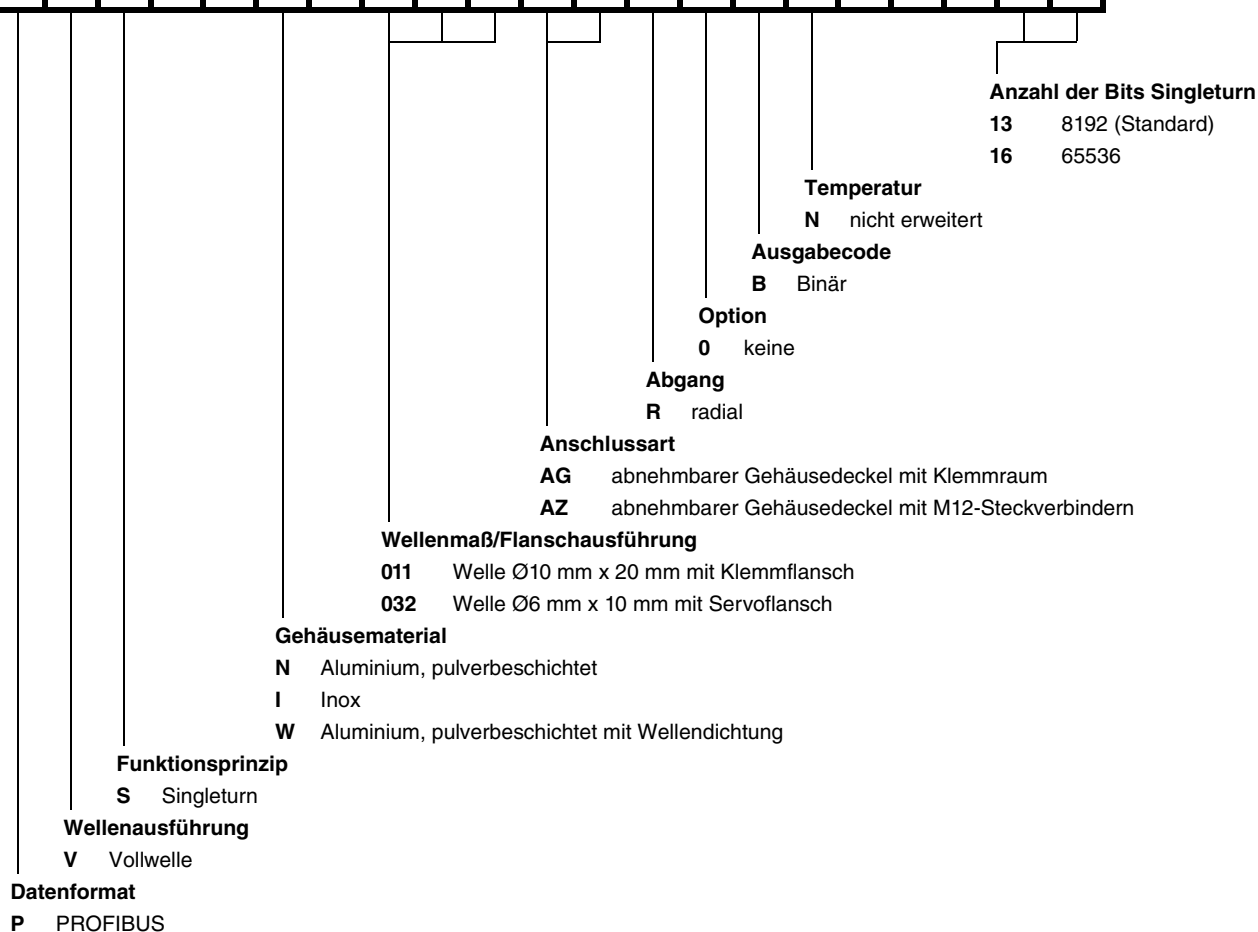 Anzahl der Bits Singleturn
13 8192 (Standard)
16 65536
Temperatur
N nicht erweitert
Ausgabecode
B Binär
Option
0 keine
Abgang
R radial
Anschlussart
AG abnehmbarer Gehäusedeckel mit Klemmraum
AZ abnehmbarer Gehäusedeckel mit M12-Steckverbindern
Wellenmaß/Flanschausführung
011 Welle Ø10 mm x 20 mm mit Klemmflansch
032 Welle Ø6 mm x 10 mm mit Servoflansch
Gehäusematerial
N Aluminium, pulverbeschichtet
I Inox
W Aluminium, pulverbeschichtet mit Wellendichtung
Funktionsprinzip
S Singleturn
Wellenausführung
V Vollwelle
Datenformat
P PROFIBUS